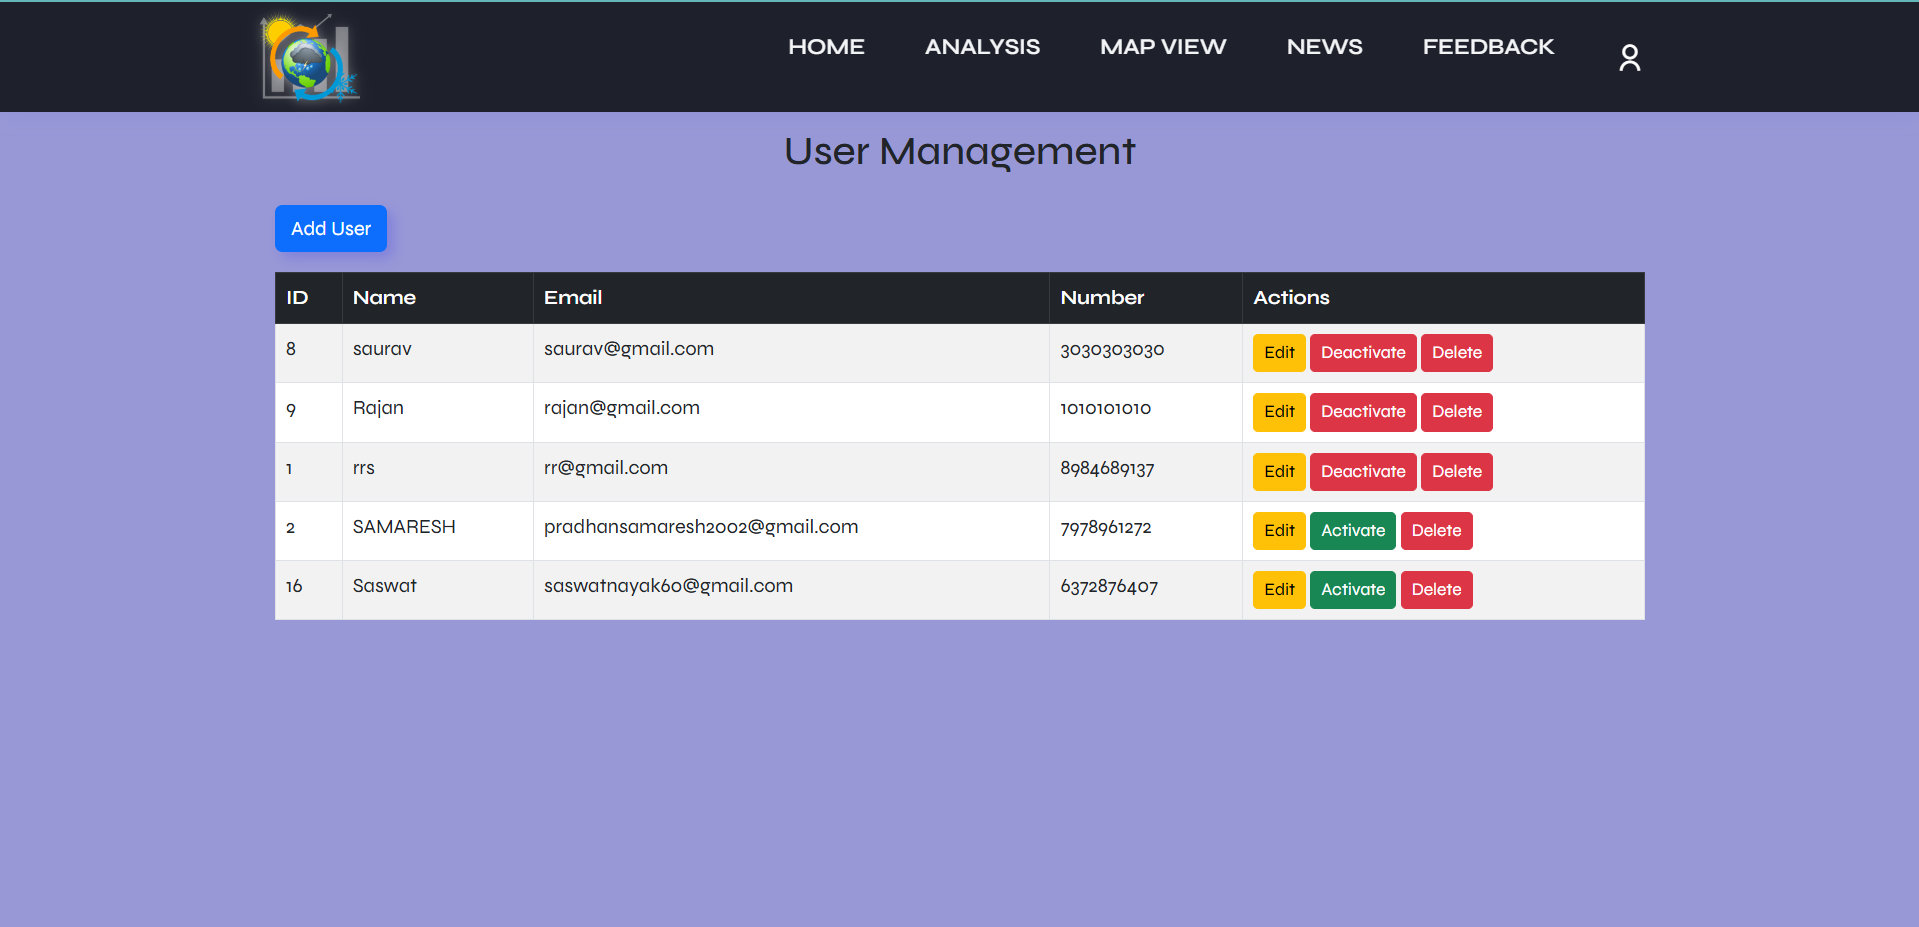 HOME ANALYSIS MAP VIEW NEWS FEEDBACK
User Management
Add User
ID Name Email Number Actions
8 saurav saurav@gmail.com 3030303030 Edit Deactivate Delete
9 Rajan rajan@gmail.com 1010101010 Edit Deactivate Delete
1 rrs rr@gmail.com 8984689137 Edit Deactivate Delete
2 SAMARESH pradhansamaresh2002@gmail.com 7978961272 Edit Activate Delete
16 Saswat saswatnayak60@gmail.com 6372876407 Edit Activate Delete